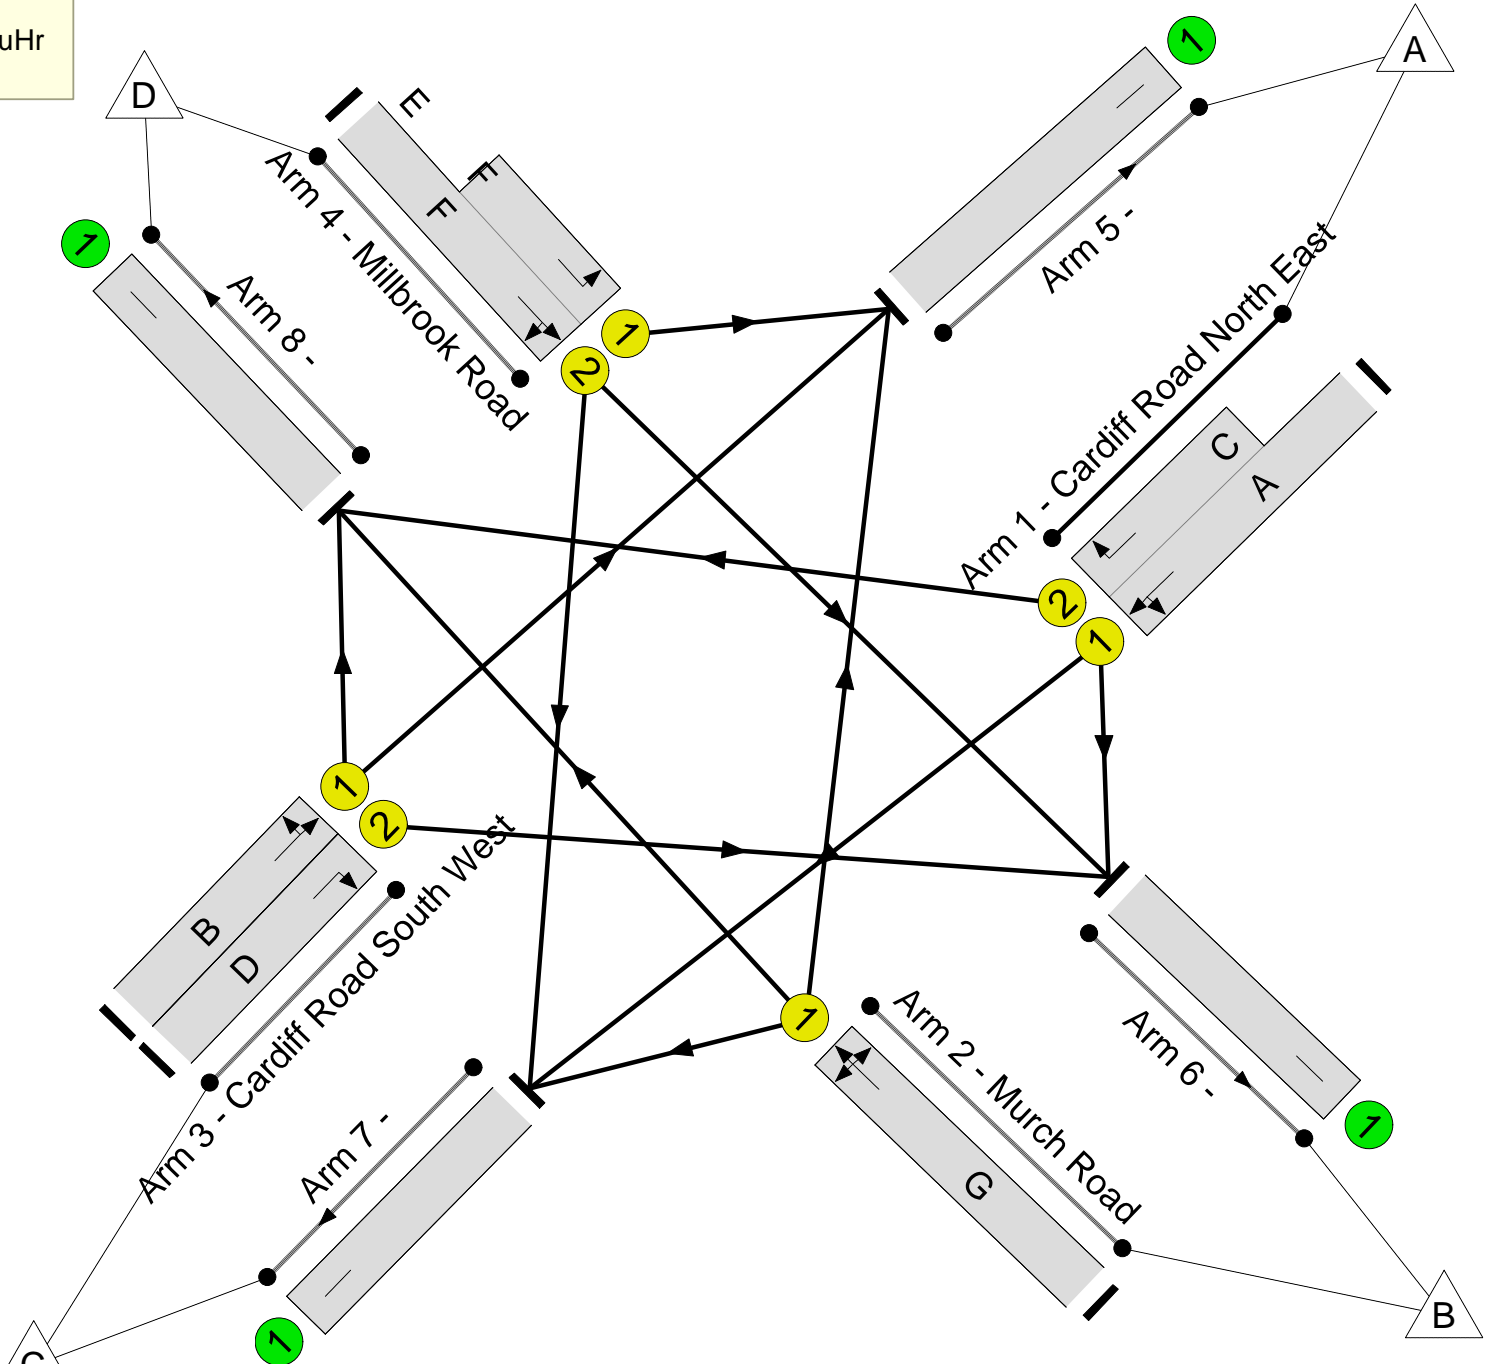 uHr
1
A
D
E
F
F
Arm 4 - Millbrook Road
1
Arm 8 -
Arm 5 -
1
2
Arm 1 - Cardiff Road North East
C
A
2
1
1
2
B
D
Arm 3 - Cardiff Road South West
1
Arm 2 - Murch Road
G
Arm 6 -
1
Arm 7 -
1
B
C